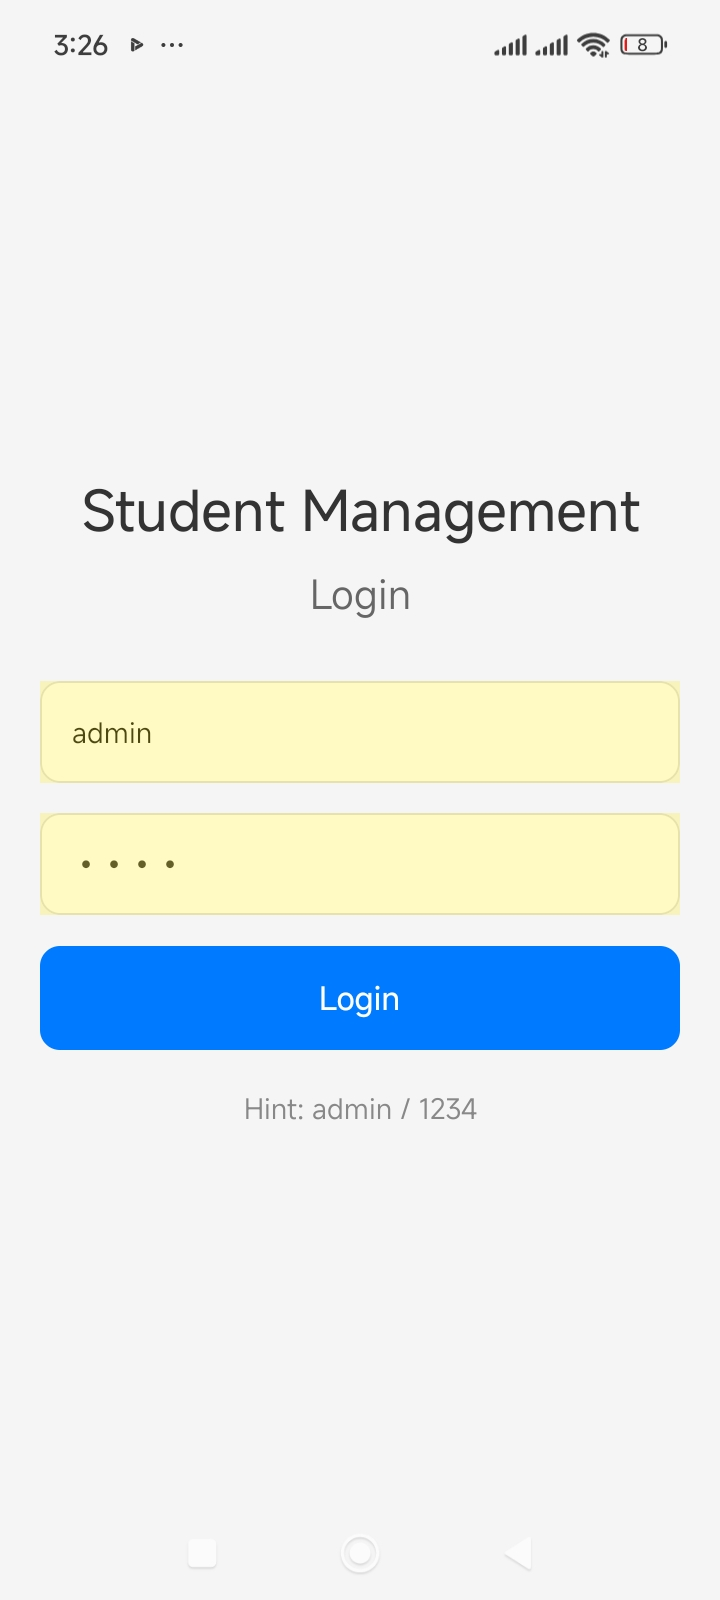 3:26
8
Student Management
Login
admin
••••
Login
Hint: admin / 1234